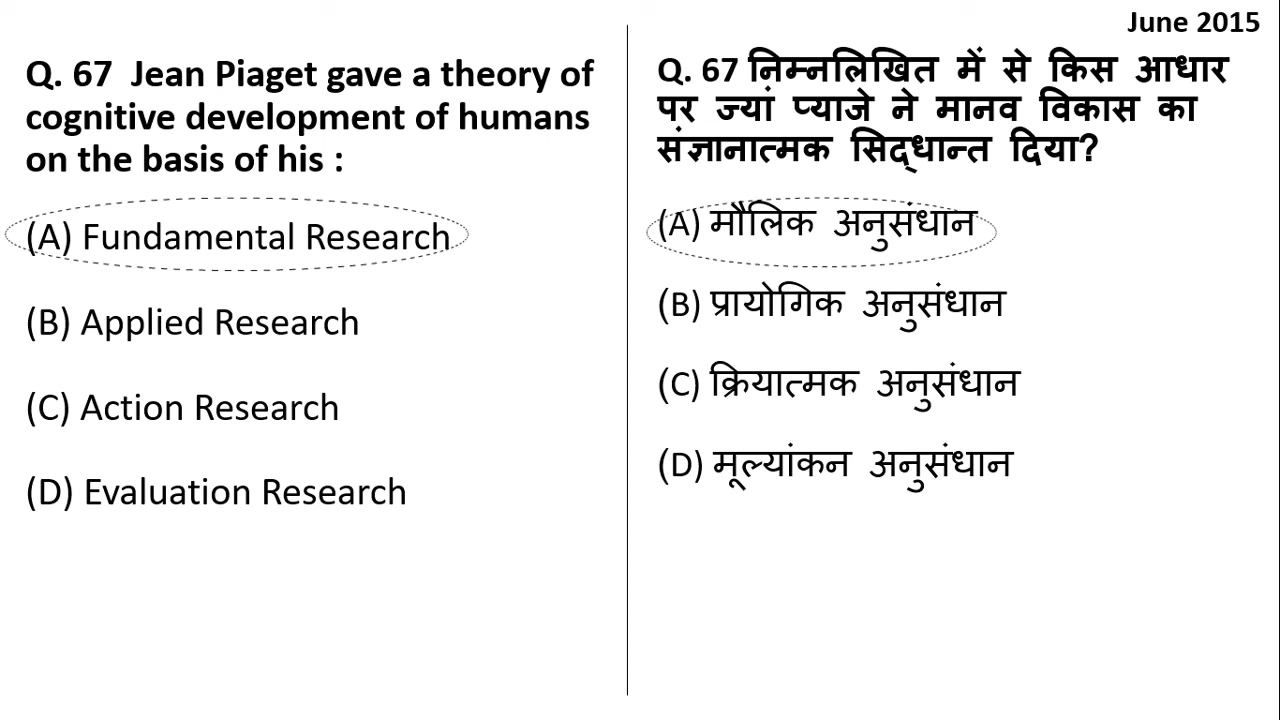 June 2015
Q. 67 Jean Piaget gave a theory of
cognitive development of humans
on the basis of his :
(A) Fundamental Research
(B) Applied Research
(C) Action Research
(D) Evaluation Research
Q. 67 निम्नलिखित में से किस आधार
पर ज्यां प्याजे ने मानव विकास का
संज्ञानात्मक सिद्धान्त दिया?
(A) मौलिक अनुसंधान
(B) प्रायोगिक अनुसंधान
(C) क्रियात्मक अनुसंधान
(D) मूल्यांकन अनुसंधान